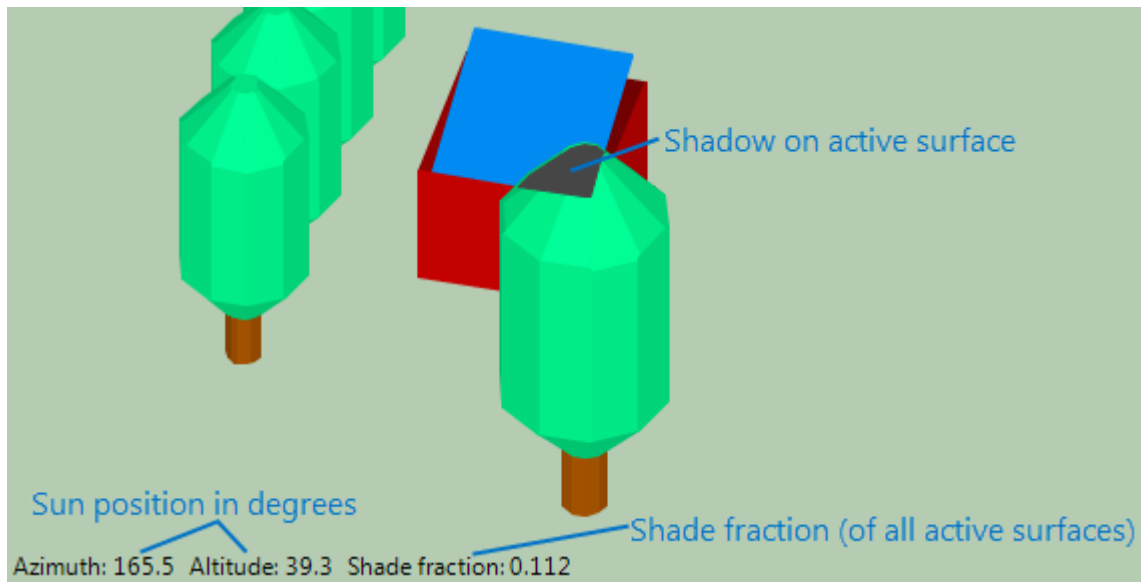 Shadow on active surface
Sun position in degrees
Shade fraction (of all active surfaces)
Azimuth: 165.5 Altitude: 39.3 Shade fraction: 0.112